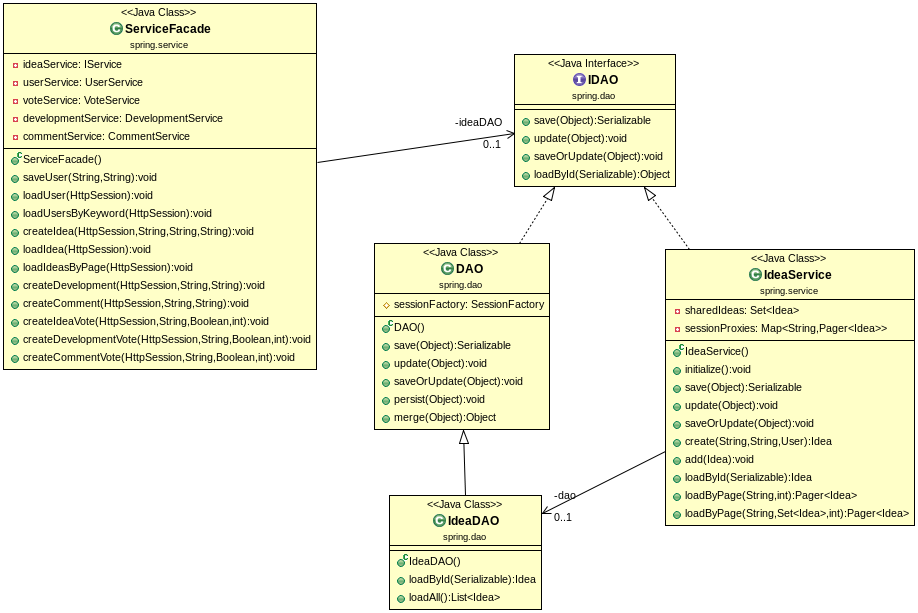 <<Java Class>>
ServiceFacade
spring.service
ideaService: IService
userService: UserService
voteService: VoteService
developmentService: DevelopmentService
commentService: CommentService
ServiceFacade()
saveUser(String,String):void
loadUser(HttpSession):void
loadUsersByKeyword(HttpSession):void
createIdea(HttpSession,String,String,String):void
loadIdea(HttpSession):void
loadIdeasByPage(HttpSession):void
createDevelopment(HttpSession,String,String):void
createComment(HttpSession,String,String):void
createIdeaVote(HttpSession,String,Boolean,int):void
createDevelopmentVote(HttpSession,String,Boolean,int):void
createCommentVote(HttpSession,String,Boolean,int):void
-ideaDAO
0..1
<<Java Interface>>
IDAO
spring.dao
save(Object):Serializable
update(Object):void
saveOrUpdate(Object):void
loadById(Serializable):Object
<<Java Class>>
DAO
spring.dao
sessionFactory: SessionFactory
DAO()
save(Object):Serializable
update(Object):void
saveOrUpdate(Object):void
persist(Object):void
merge(Object):Object
<<Java Class>>
IdeaService
spring.service
sharedIdeas: Set<Idea>
sessionProxies: Map<String,Pager<Idea>>
IdeaService()
initialize():void
save(Object):Serializable
update(Object):void
saveOrUpdate(Object):void
create(String,String,User):Idea
add(Idea):void
loadById(Serializable):Idea
loadByPage(String,int):Pager<Idea>
loadByPage(String,Set<Idea>,int):Pager<Idea>
-dao
0..1
<<Java Class>>
IdeaDAO
spring.dao
IdeaDAO()
loadById(Serializable):Idea
loadAll():List<Idea>